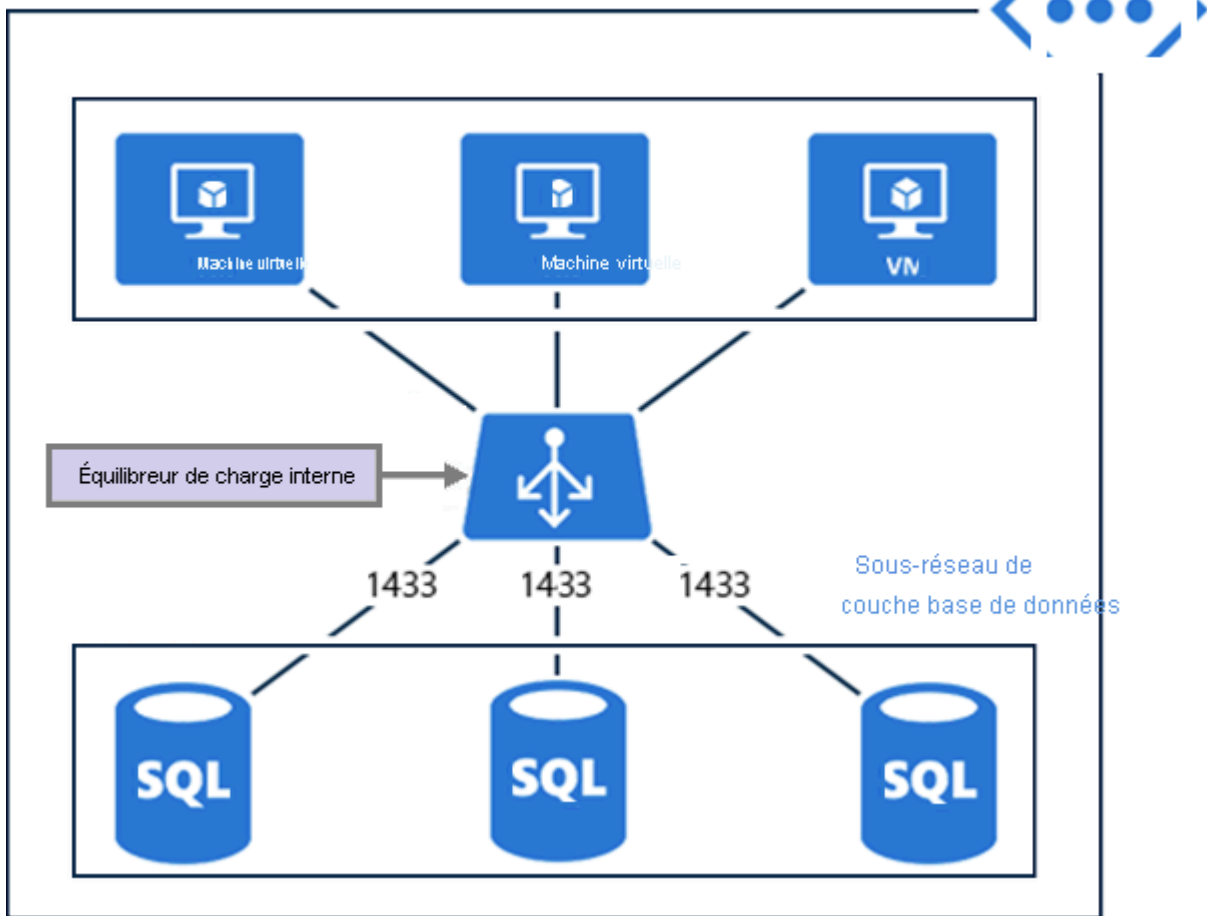 Machine virtuelle
VM
Équilibreur de charge interne
1433
1433
1433
Sous-réseau de
couche base de données
SQL
SQL
SQL